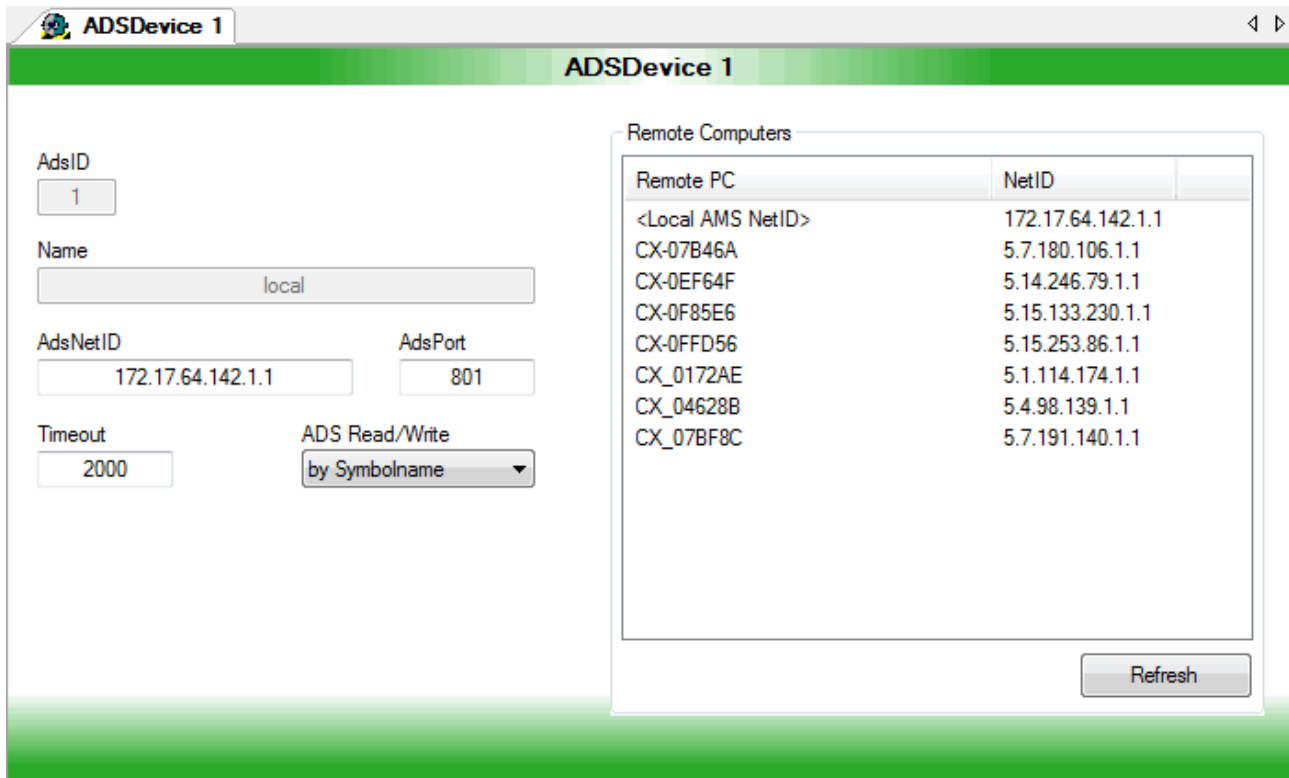 ADSDevice 1
ADSDevice 1
AdsID
1
Name
local
AdsNetID AdsPort
172.17.64.142.1.1 801
Timeout ADS Read/Write
2000 by Symbolname
Remote Computers
Remote PC NetID
<Local AMS NetID> 172.17.64.142.1.1
CX-07B46A 5.7.180.106.1.1
CX-0EF64F 5.14.246.79.1.1
CX-0F85E6 5.15.133.230.1.1
CX-0FFD56 5.15.253.86.1.1
CX_0172AE 5.1.114.174.1.1
CX_04628B 5.4.98.139.1.1
CX_07BF8C 5.7.191.140.1.1
Refresh